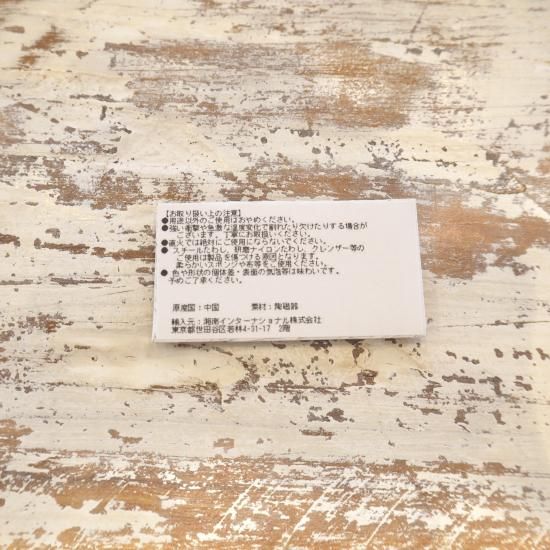 【お取り扱い上の注意】
●用途以外のご使用はおやめください。
●強い衝撃や急激な温度変化で割れたり欠けたりする場合が
ございます。丁寧にお取扱いください。
●直火では絶対にご使用にならないでください。
● スチールたわし、研磨ナイロンたわし、クレンザー等の
ご使用は製品を傷つける原因となります。
柔らかいスポンジや布等をご使用ください。
● 色や形状の個体差・表面の気泡等は味わいです。
予めご了承ください。
原産国：中国 素材：陶磁器
輸入元：湘南インターナショナル株式会社
東京都世田谷区若林4-31-17 2階